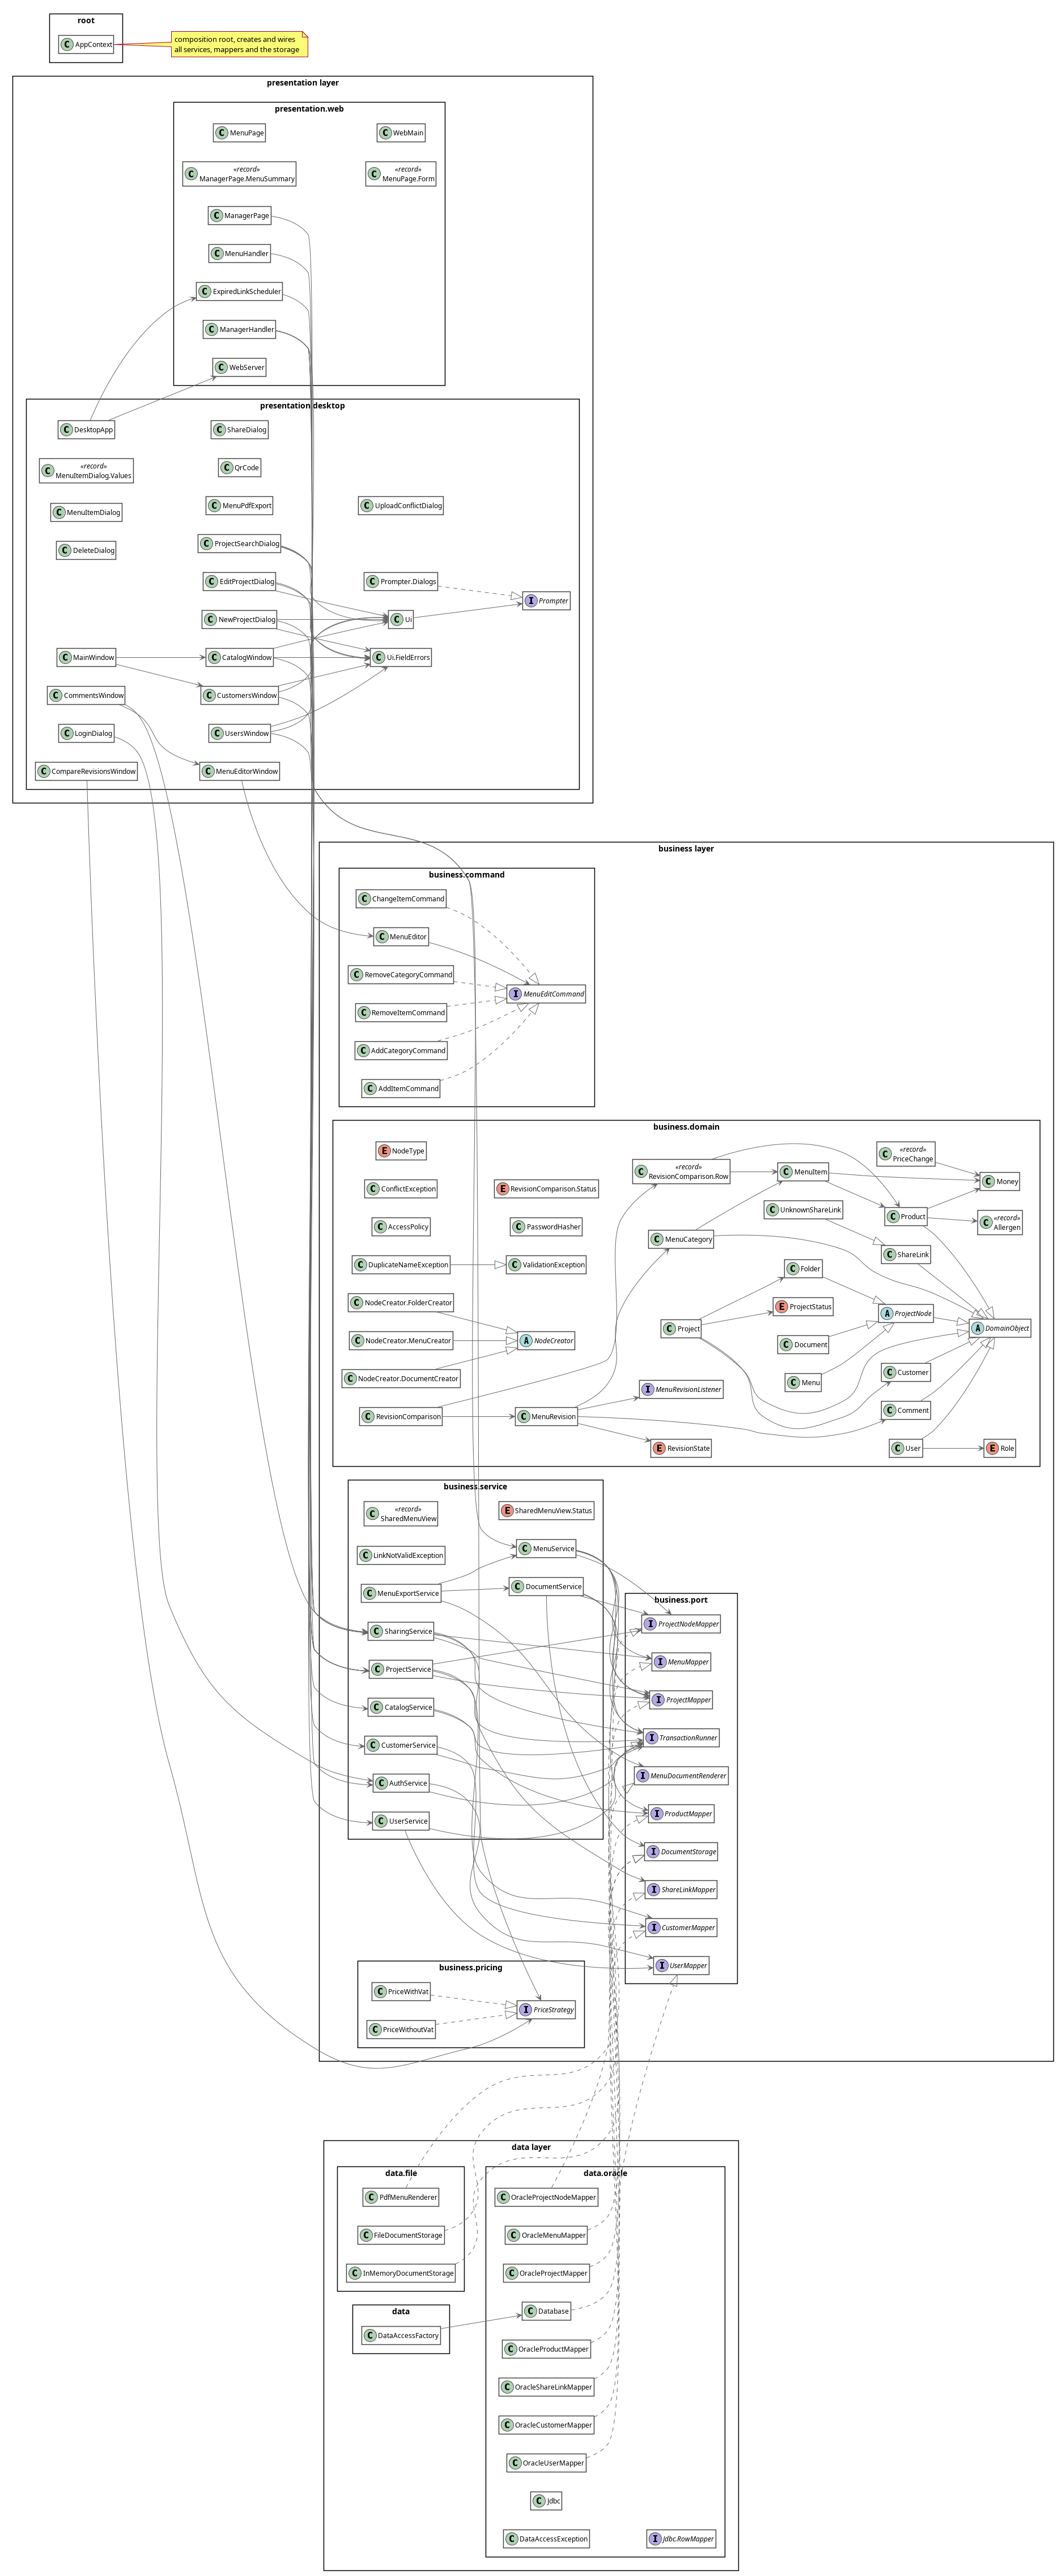 root
C AppContext
composition root, creates and wires
all services, mappers and the storage
presentation layer
presentation.web
C MenuPage
C WebMain
C «record»
ManagerPage.MenuSummary
C «record»
MenuPage.Form
C ManagerPage
C MenuHandler
C ExpiredLinkScheduler
C ManagerHandler
C WebServer
presentation.desktop
C DesktopApp
C ShareDialog
C «record»
MenuItemDialog.Values
C QrCode
C MenuItemDialog
C MenuPdfExport
C UploadConflictDialog
C DeleteDialog
C ProjectSearchDialog
C EditProjectDialog
C Prompter.Dialogs
I Prompter
C NewProjectDialog
C Ui
C MainWindow
C CatalogWindow
C Ui.FieldErrors
C CommentsWindow
C CustomersWindow
C LoginDialog
C UsersWindow
C CompareRevisionsWindow
C MenuEditorWindow
business layer
business.command
C ChangeItemCommand
C MenuEditor
C RemoveCategoryCommand
I MenuEditCommand
C RemoveItemCommand
C AddCategoryCommand
C AddItemCommand
business.domain
E NodeType
C ConflictException
E RevisionComparison.Status
C AccessPolicy
C PasswordHasher
C DuplicateNameException
C ValidationException
C NodeCreator.FolderCreator
C NodeCreator.MenuCreator
A NodeCreator
C NodeCreator.DocumentCreator
C RevisionComparison
C MenuRevision
C «record»
RevisionComparison.Row
C MenuItem
C «record»
PriceChange
C Money
C UnknownShareLink
C Product
C «record»
Allergen
C MenuCategory
C ShareLink
C Folder
E ProjectStatus
A ProjectNode
C Project
A DomainObject
C Document
C Menu
C Customer
I MenuRevisionListener
C Comment
E RevisionState
C User
E Role
business.service
C «record»
SharedMenuView
E SharedMenuView.Status
C LinkNotValidException
C MenuService
C MenuExportService
C DocumentService
C SharingService
C ProjectService
C CatalogService
C CustomerService
C AuthService
C UserService
business.port
I ProjectNodeMapper
I MenuMapper
I ProjectMapper
I TransactionRunner
I MenuDocumentRenderer
I ProductMapper
I DocumentStorage
I ShareLinkMapper
I CustomerMapper
I UserMapper
business.pricing
C PriceWithVat
I PriceStrategy
C PriceWithoutVat
data layer
data.file
C PdfMenuRenderer
C FileDocumentStorage
C InMemoryDocumentStorage
data
C DataAccessFactory
data.oracle
C OracleProjectNodeMapper
C OracleMenuMapper
C OracleProjectMapper
C Database
C OracleProductMapper
C OracleShareLinkMapper
C OracleCustomerMapper
C OracleUserMapper
C Jdbc
C DataAccessException
I Jdbc.RowMapper